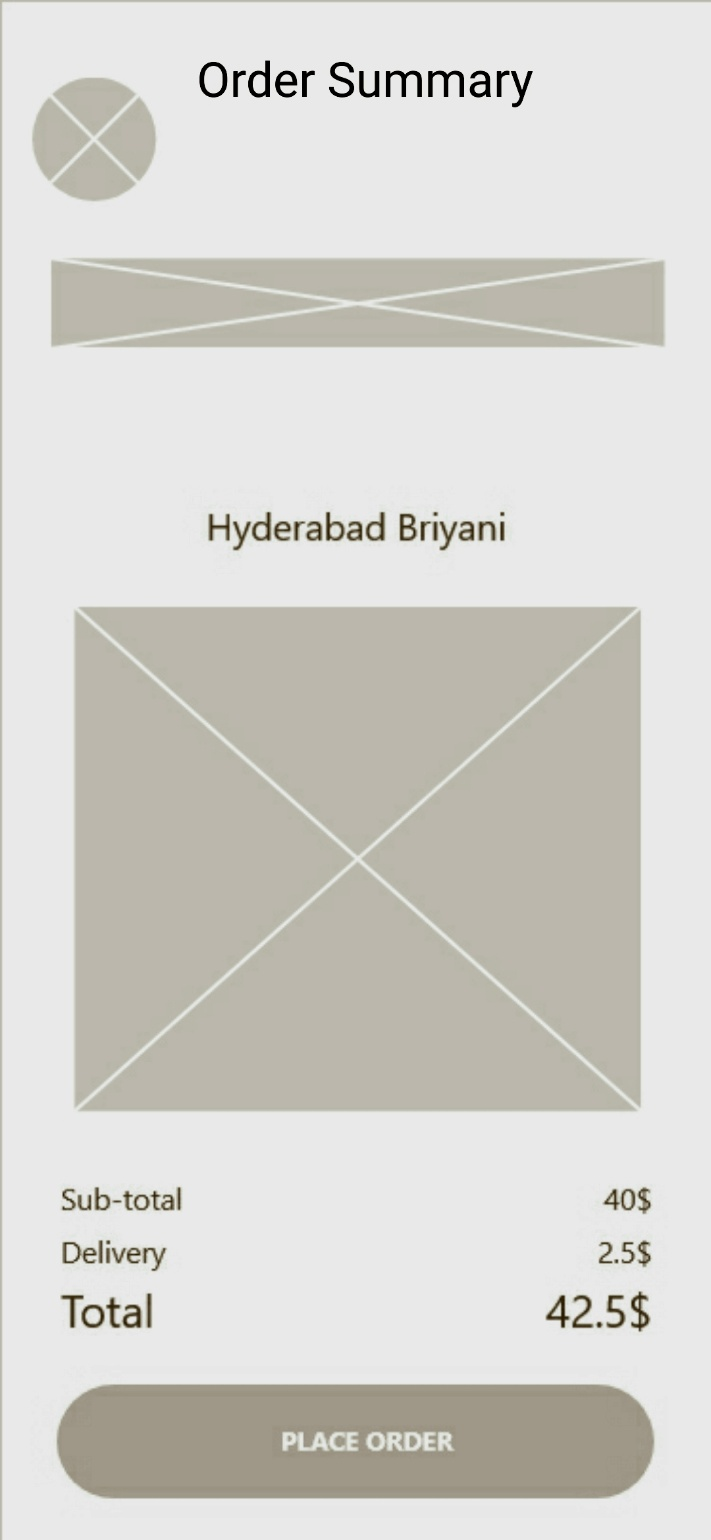 Order Summary
Hyderabad Briyani
Sub-total 40$
Delivery 2.5$
Total 42.5$
PLACE ORDER